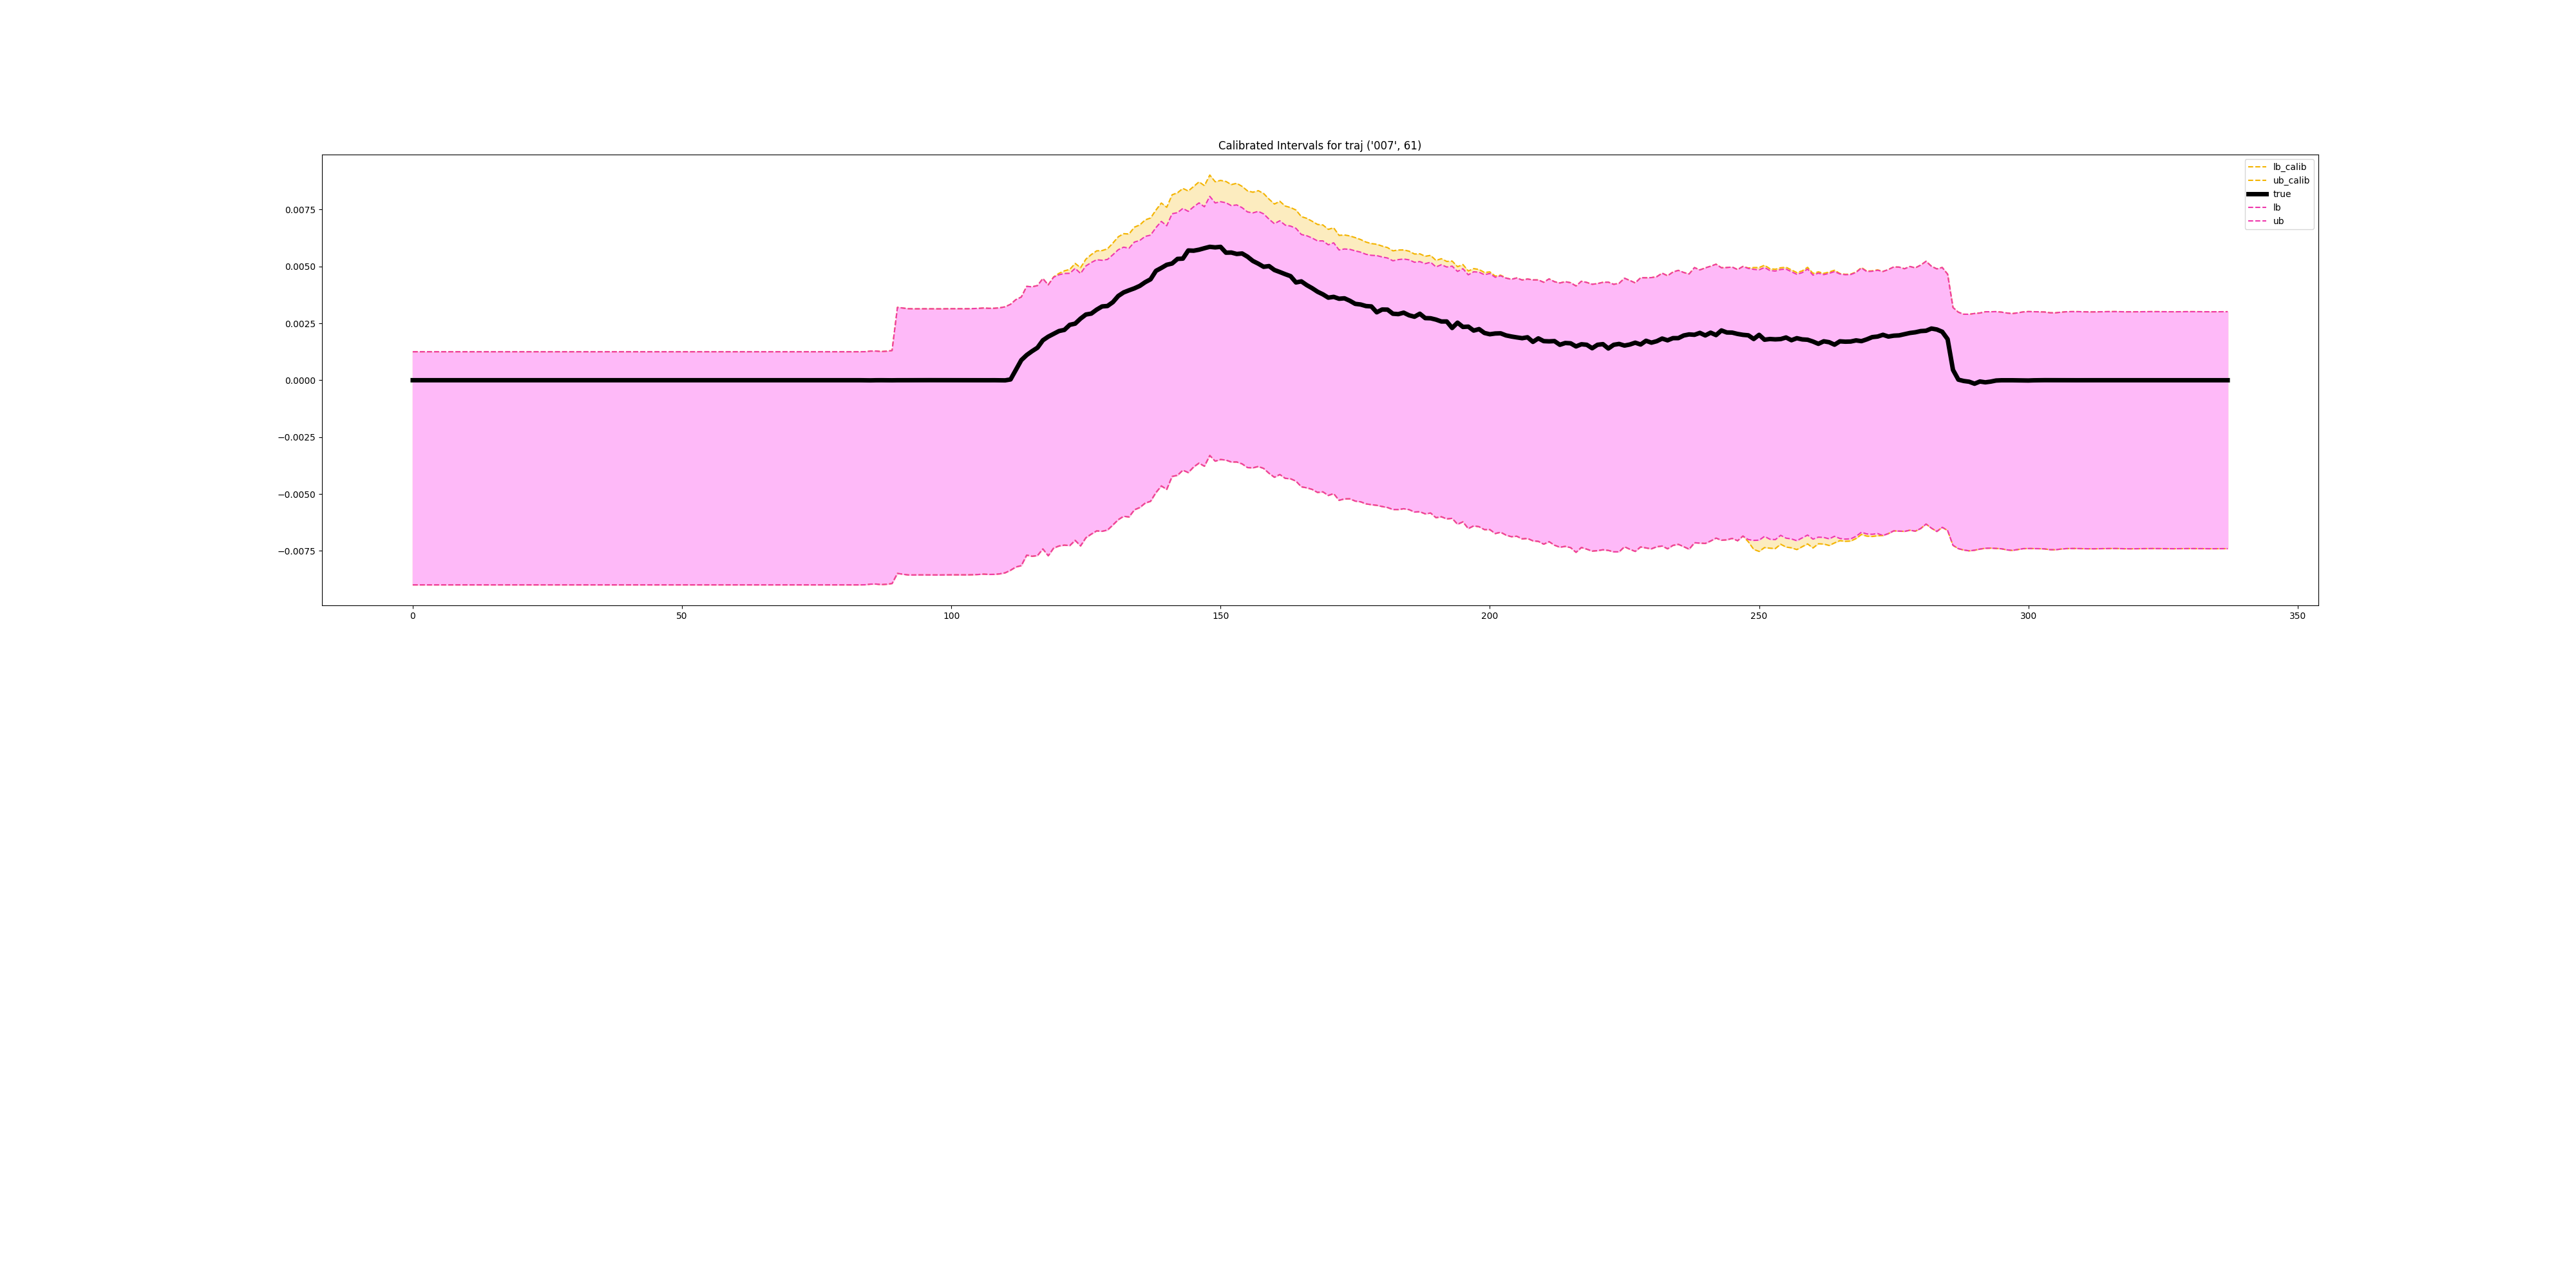 Calibrated Intervals for traj ('007', 61)
lb_calib
ub_calib
true
lb
ub
0.0075
0.0050
0.0025
0.0000
−0.0025
−0.0050
−0.0075
0 50 100 150 200 250 300 350